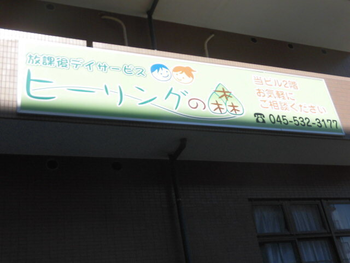 放課後デイサービス
ヒーリングの森
当ビル2階
お気軽に
ご相談ください
☎045-532-3177